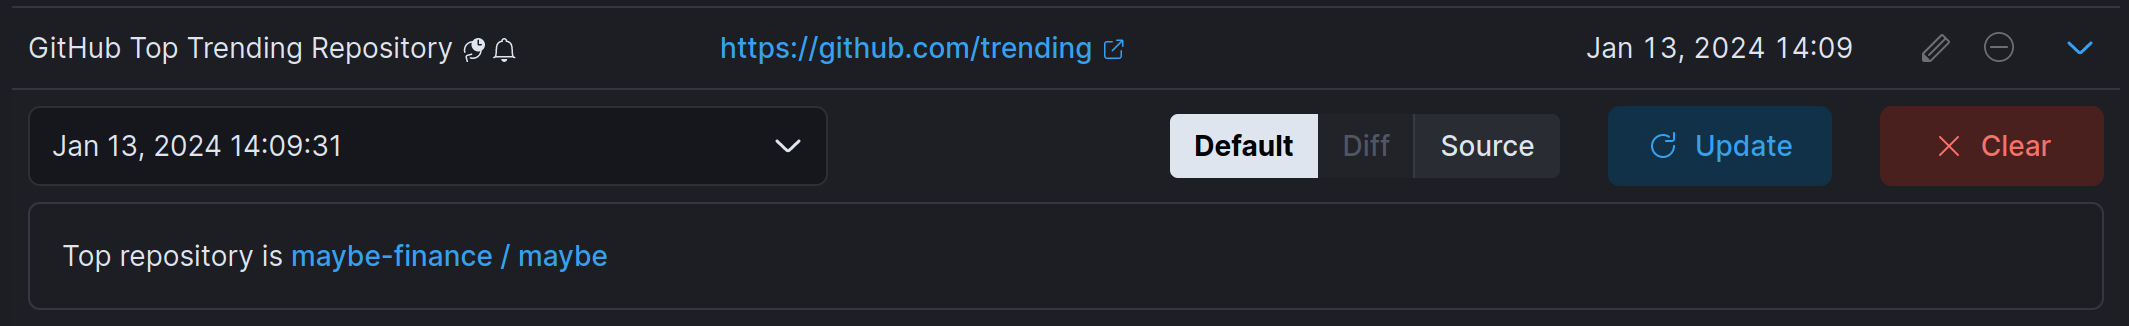 GitHub Top Trending Repository https://github.com/trending Jan 13, 2024 14:09
Jan 13, 2024 14:09:31 Default Diff Source Update Clear
Top repository is maybe-finance / maybe